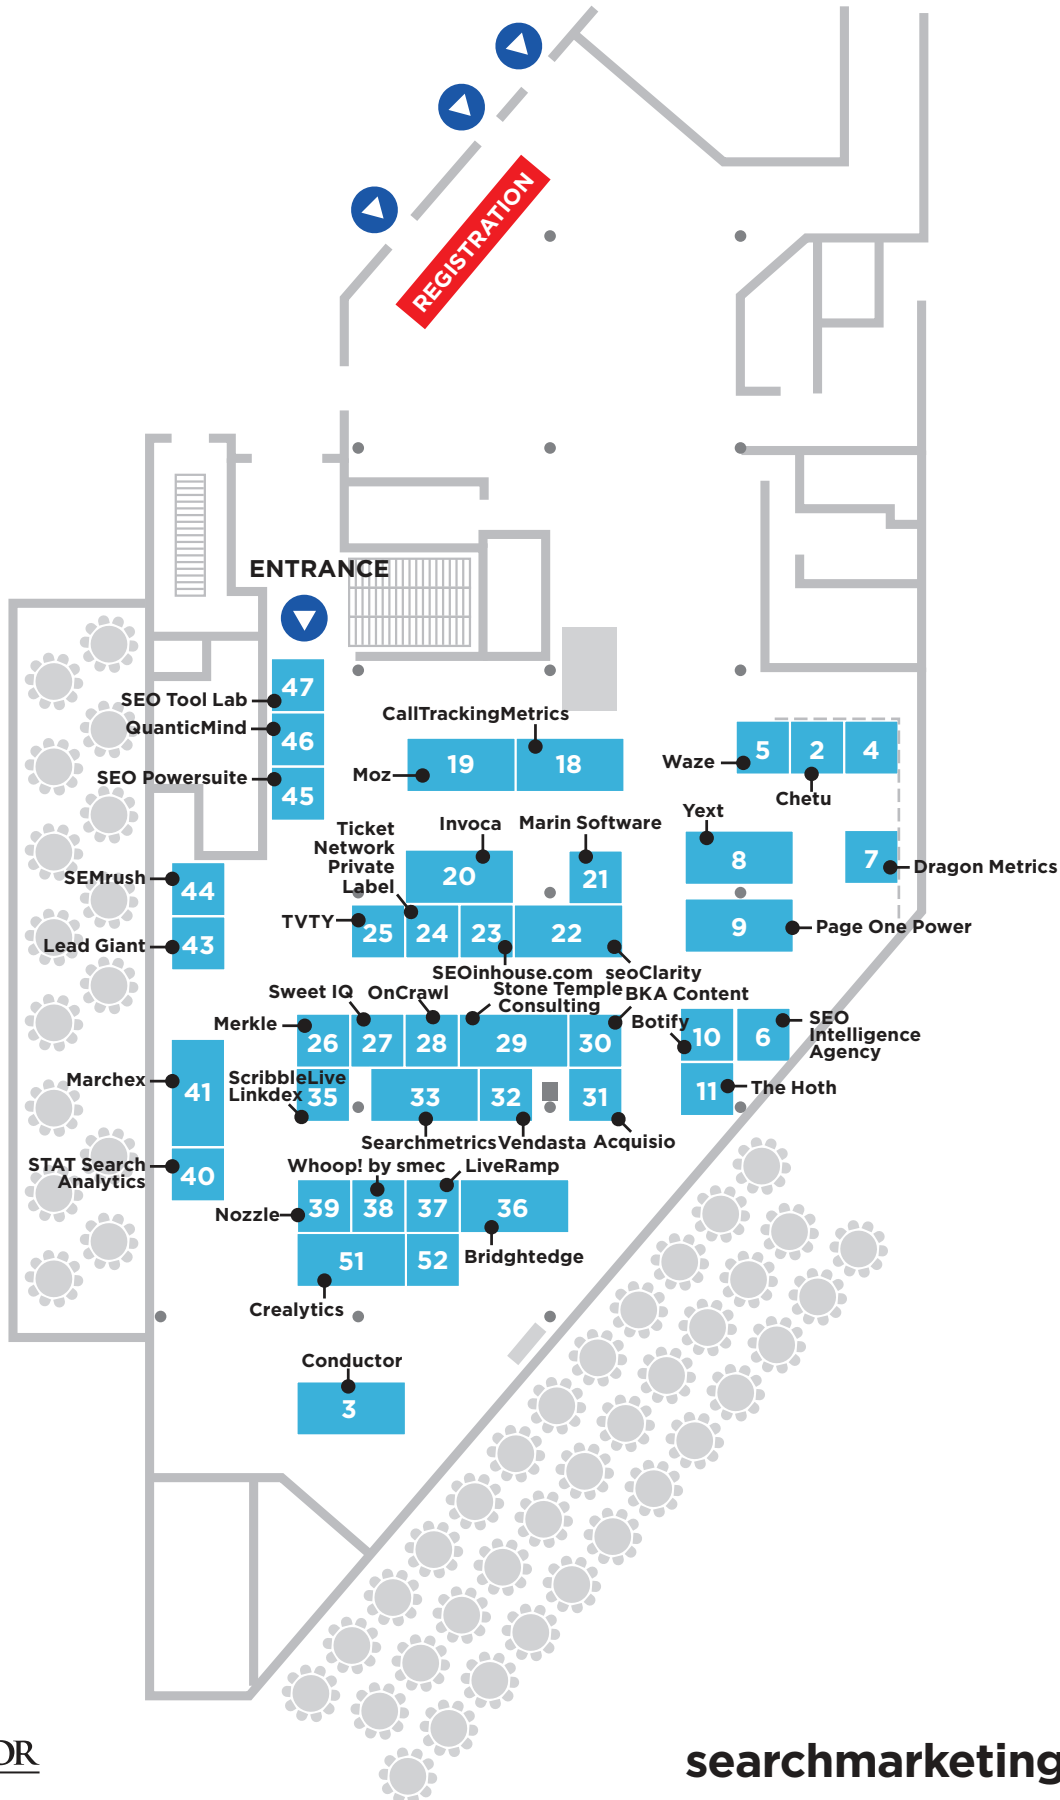 REGISTRATION
ENTRANCE
47
SEO Tool Lab
QuanticMind
46
SEO Powersuite
45
CallTrackingMetrics
Moz
19
18
Waze
5
2
4
Chetu
Yext
8
7
Dragon Metrics
9
Page One Power
Ticket
Network
Private
Label
Invoca
Marin Software
20
21
TVTY
25
24
23
22
SEOinhouse.com
seoClarity
SEMrush
44
Lead Giant
43
Sweet IQ
OnCrawl
Stone Temple
Consulting
BKA Content
Merkle
26
27
28
29
30
Botify
10
6
SEO
Intelligence
Agency
11
The Hoth
Marchex
41
ScribbleLive
Linkdex
35
33
32
31
Searchmetrics
Vendasta
Acquisio
STAT Search
Analytics
40
Whoop! by smec
LiveRamp
Nozzle
39
38
37
36
Bridghtedge
51
52
Crealytics
Conductor
3
OR
searchmarketing